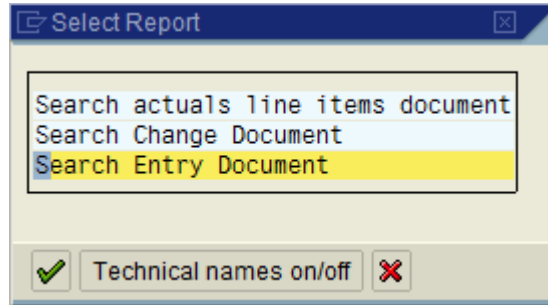 Select Report
Search actuals line items document
Search Change Document
Search Entry Document
Technical names on/off